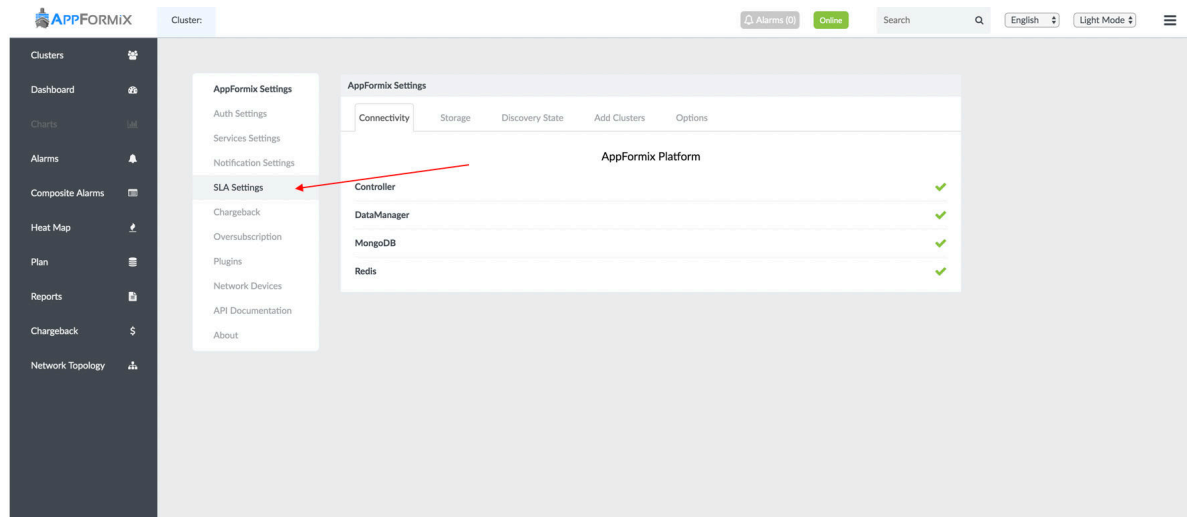 APPFORMIX
Cluster:
Alarms (0)
Online
Search
English
Light Mode
Clusters
Dashboard
Charts
Alarms
Composite Alarms
Heat Map
Plan
Reports
Chargeback
Network Topology
AppFormix Settings
Auth Settings
Services Settings
Notification Settings
SLA Settings
Chargeback
Oversubscription
Plugins
Network Devices
API Documentation
About
AppFormix Settings
Connectivity Storage Discovery State Add Clusters Options
AppFormix Platform
Controller
DataManager
MongoDB
Redis